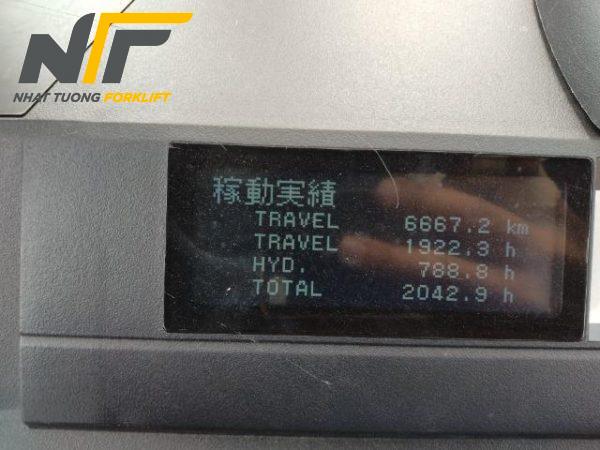 NTF
NHAT TUONG FORKLIFT
稼動実績
TRAVEL 6667.2 km
TRAVEL 1922.3 h
HYD. 788.8 h
TOTAL 2042.9 h